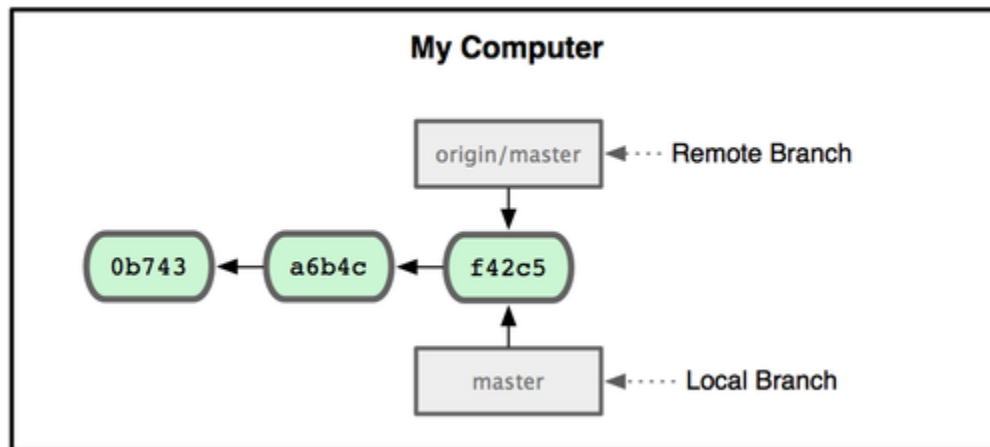 My Computer
origin/master
Remote Branch
0b743
a6b4c
f42c5
master
Local Branch